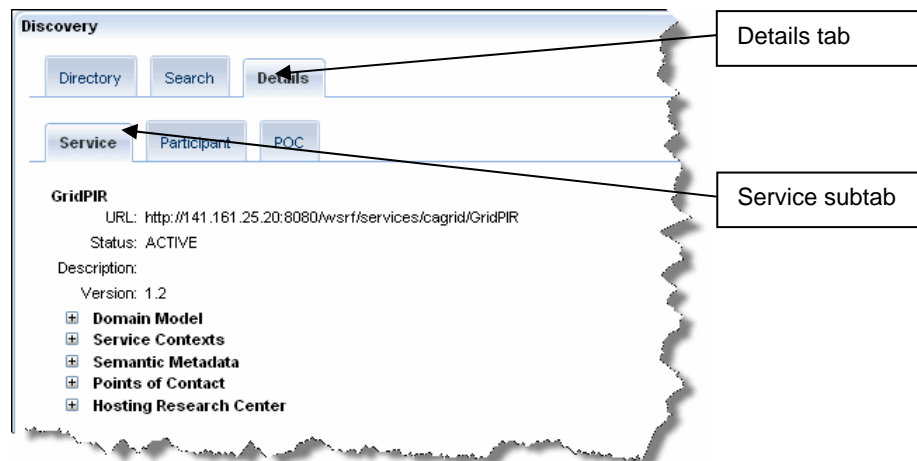 Discovery
Details tab
Directory Search Details
Service Participant POC
Service subtab
GridPIR
URL: http://141.161.25.20:8080/wsrf/services/cagrid/GridPIR
Status: ACTIVE
Description:
Version: 1.2
Domain Model
Service Contexts
Semantic Metadata
Points of Contact
Hosting Research Center